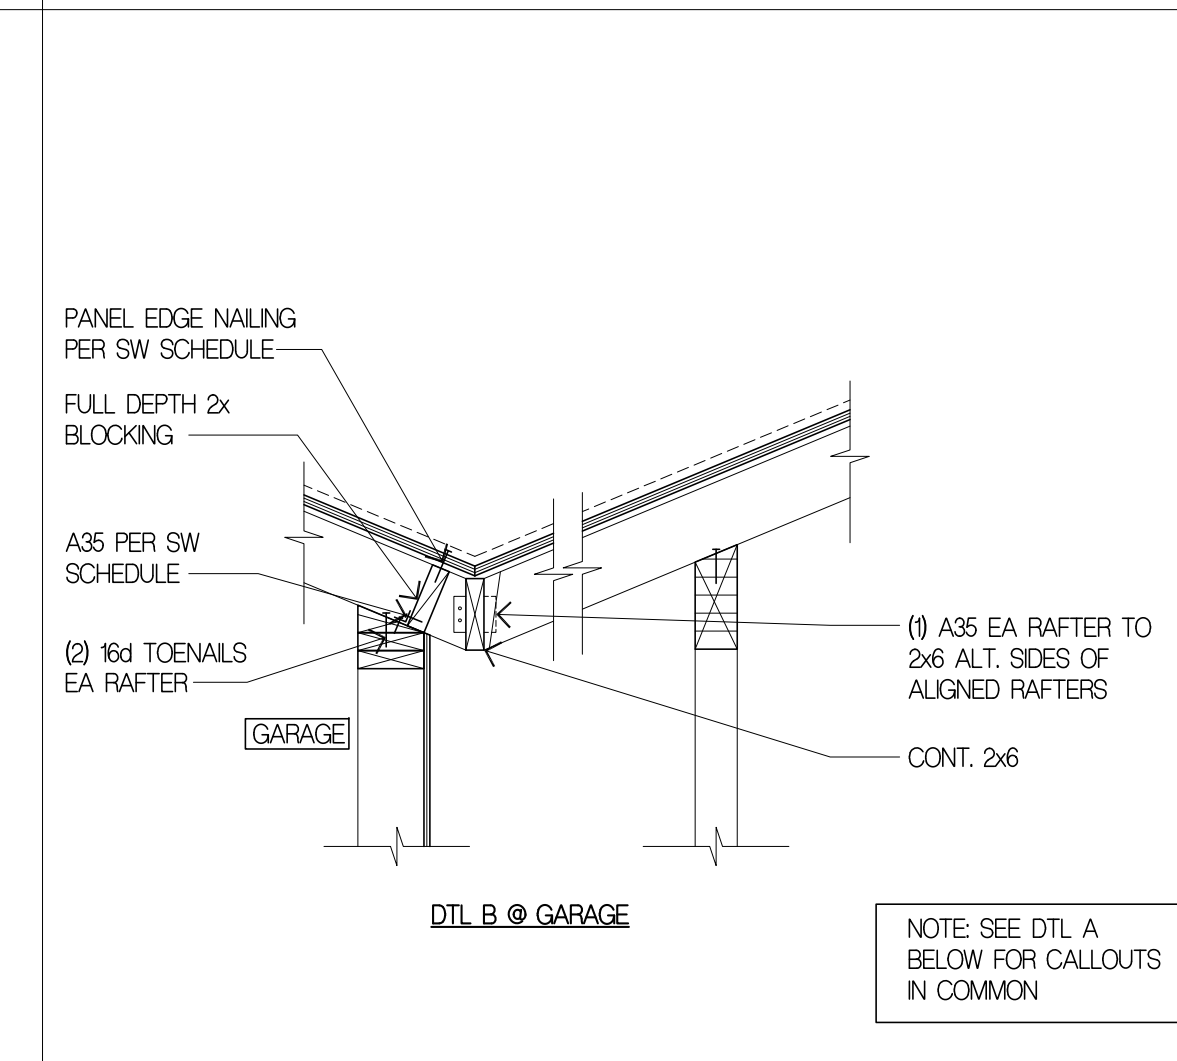 PANEL EDGE NAILING
PER SW SCHEDULE
FULL DEPTH 2x
BLOCKING
A35 PER SW
SCHEDULE
(2) 16d TOENAILS
EA RAFTER
GARAGE
(1) A35 EA RAFTER TO
2x6 ALT. SIDES OF
ALIGNED RAFTERS
CONT. 2x6
DTL B @ GARAGE
NOTE: SEE DTL A
BELOW FOR CALLOUTS
IN COMMON